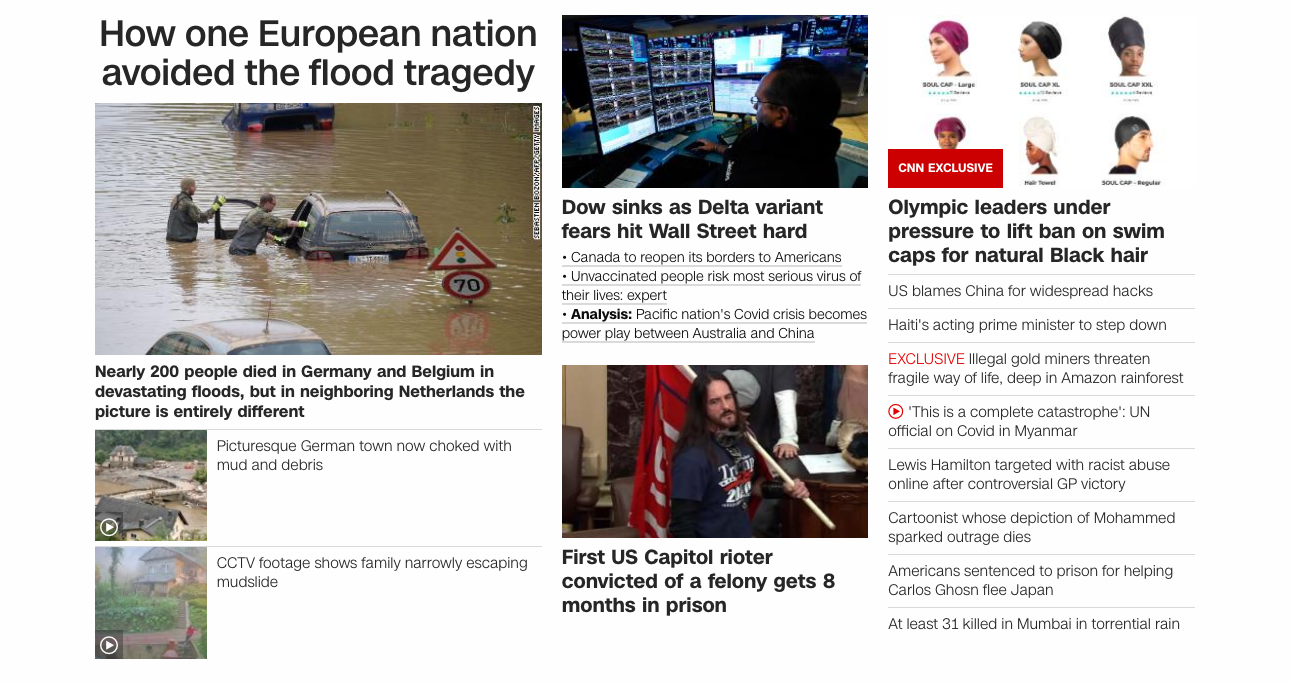 How one European nation
avoided the flood tragedy
SEBASTIEN BOZON/AFP/GETTY IMAGES
70
Nearly 200 people died in Germany and Belgium in
devastating floods, but in neighboring Netherlands the
picture is entirely different
Picturesque German town now choked with
mud and debris
CCTV footage shows family narrowly escaping
mudslide
Dow sinks as Delta variant
fears hit Wall Street hard
• Canada to reopen its borders to Americans
• Unvaccinated people risk most serious virus of
their lives: expert
• Analysis: Pacific nation's Covid crisis becomes
power play between Australia and China
Trump
First US Capitol rioter
convicted of a felony gets 8
months in prison
SOUL CAP - Large
SOUL CAP XL
SOUL CAP XXL
Hair Towel
SOUL CAP - Regular
CNN EXCLUSIVE
Olympic leaders under
pressure to lift ban on swim
caps for natural Black hair
US blames China for widespread hacks
Haiti's acting prime minister to step down
EXCLUSIVE Illegal gold miners threaten
fragile way of life, deep in Amazon rainforest
'This is a complete catastrophe': UN
official on Covid in Myanmar
Lewis Hamilton targeted with racist abuse
online after controversial GP victory
Cartoonist whose depiction of Mohammed
sparked outrage dies
Americans sentenced to prison for helping
Carlos Ghosn flee Japan
At least 31 killed in Mumbai in torrential rain